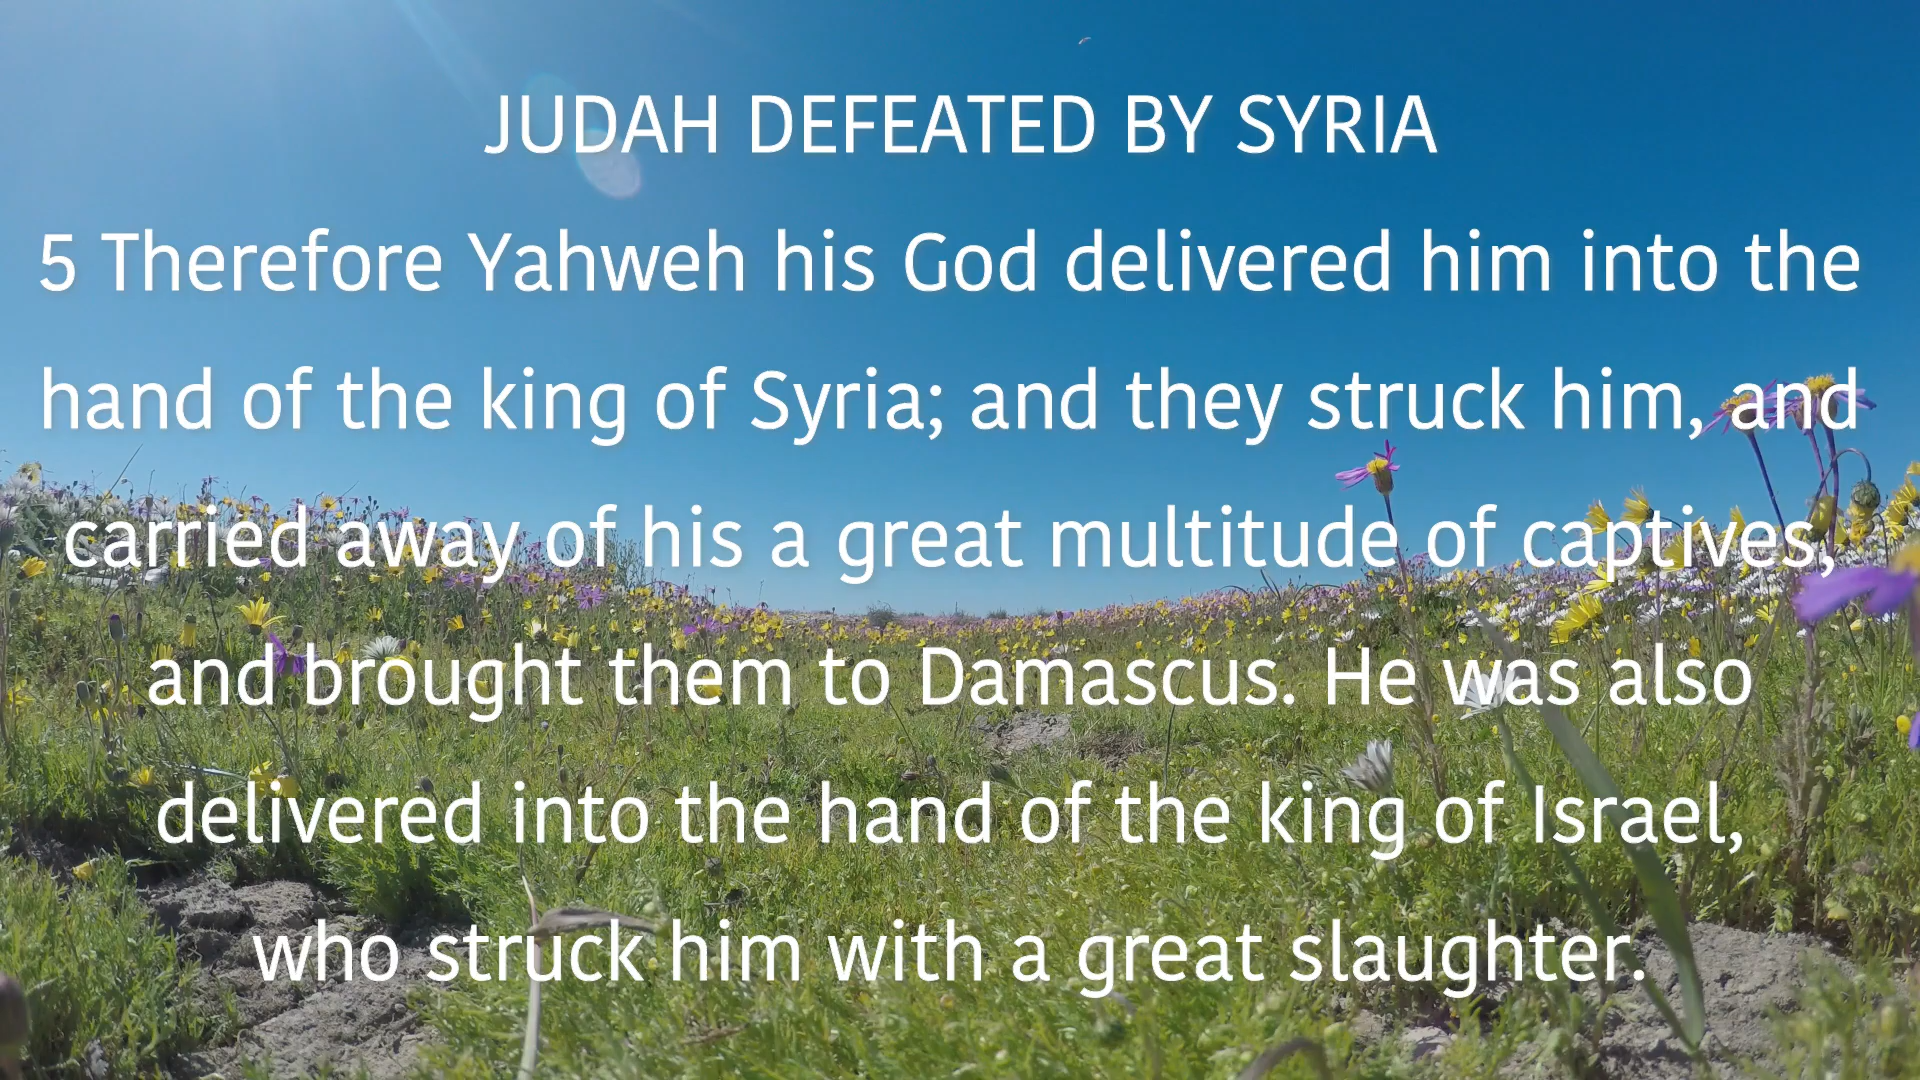 JUDAH DEFEATED BY SYRIA
5 Therefore Yahweh his God delivered him into the
hand of the king of Syria; and they struck him, and
carried away of his a great multitude of captives,
and brought them to Damascus. He was also
delivered into the hand of the king of Israel,
who struck him with a great slaughter.